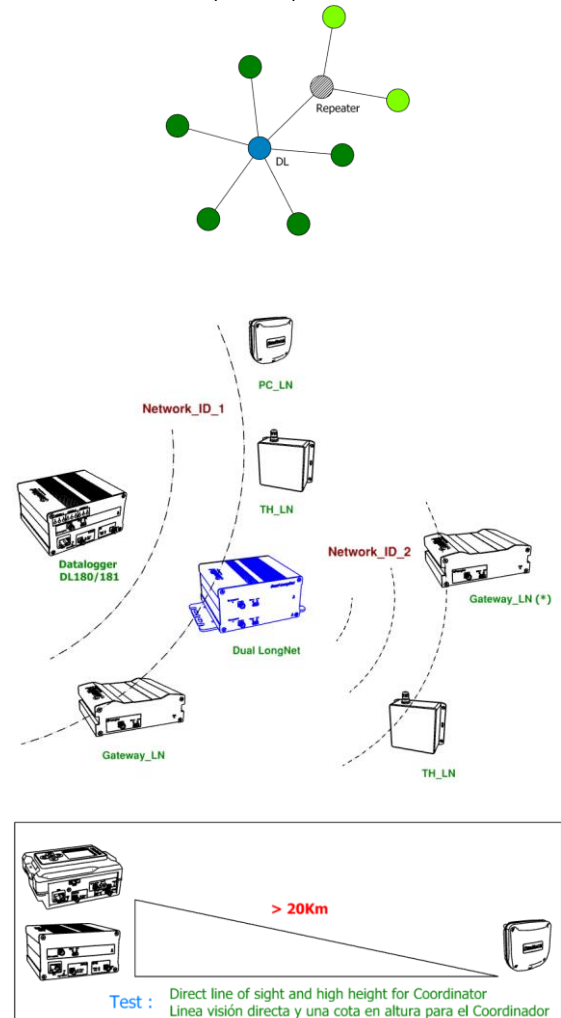 Repeater
DL
PC_LN
Network_ID_1
TH_LN
Datalogger
DL180/181
Network_ID_2
Gateway_LN (*)
Dual LongNet
Gateway_LN
TH_LN
> 20Km
Test : Direct line of sight and high height for Coordinator
Linea visión directa y una cota en altura para el Coordinador